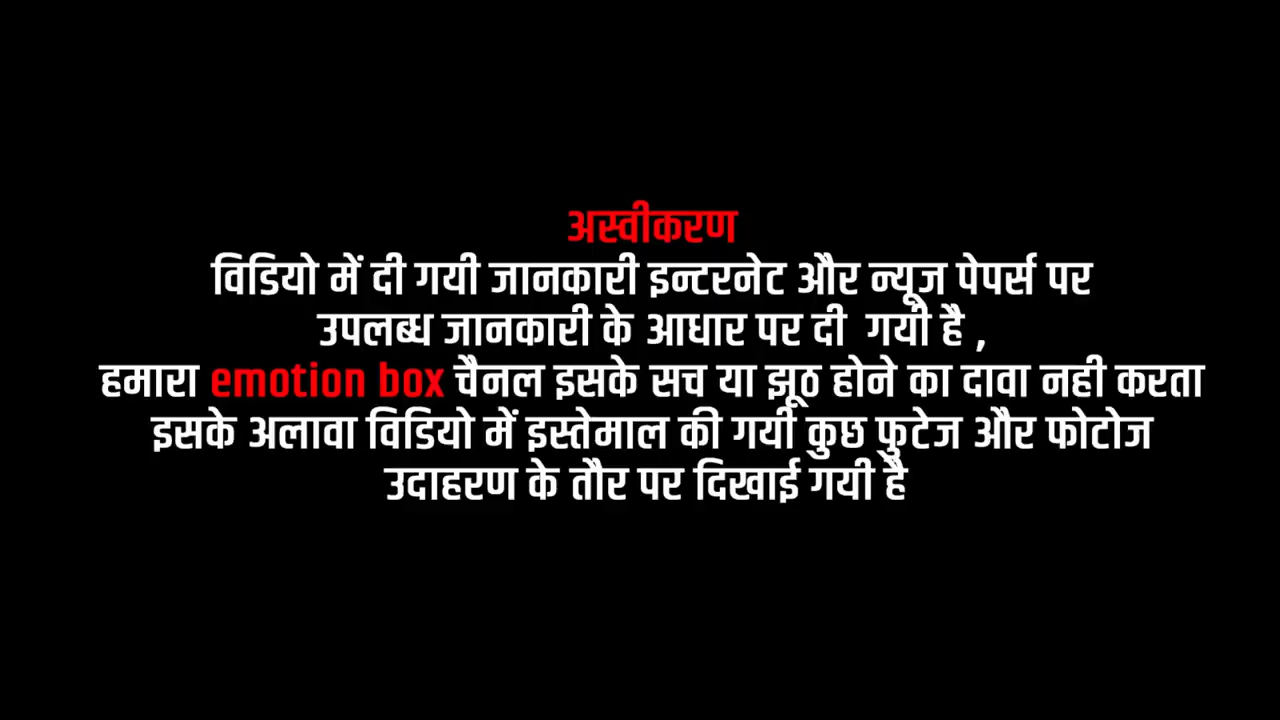 अस्वीकरण
विडियो में दी गयी जानकारी इन्टरनेट और न्यूज पेपर्स पर
उपलब्ध जानकारी के आधार पर दी गयी है ,
हमारा emotion box चैनल इसके सच या झूठ होने का दावा नही करता
इसके अलावा विडियो में इस्तेमाल की गयी कुछ फुटेज और फोटोज
उदाहरण के तौर पर दिखाई गयी है